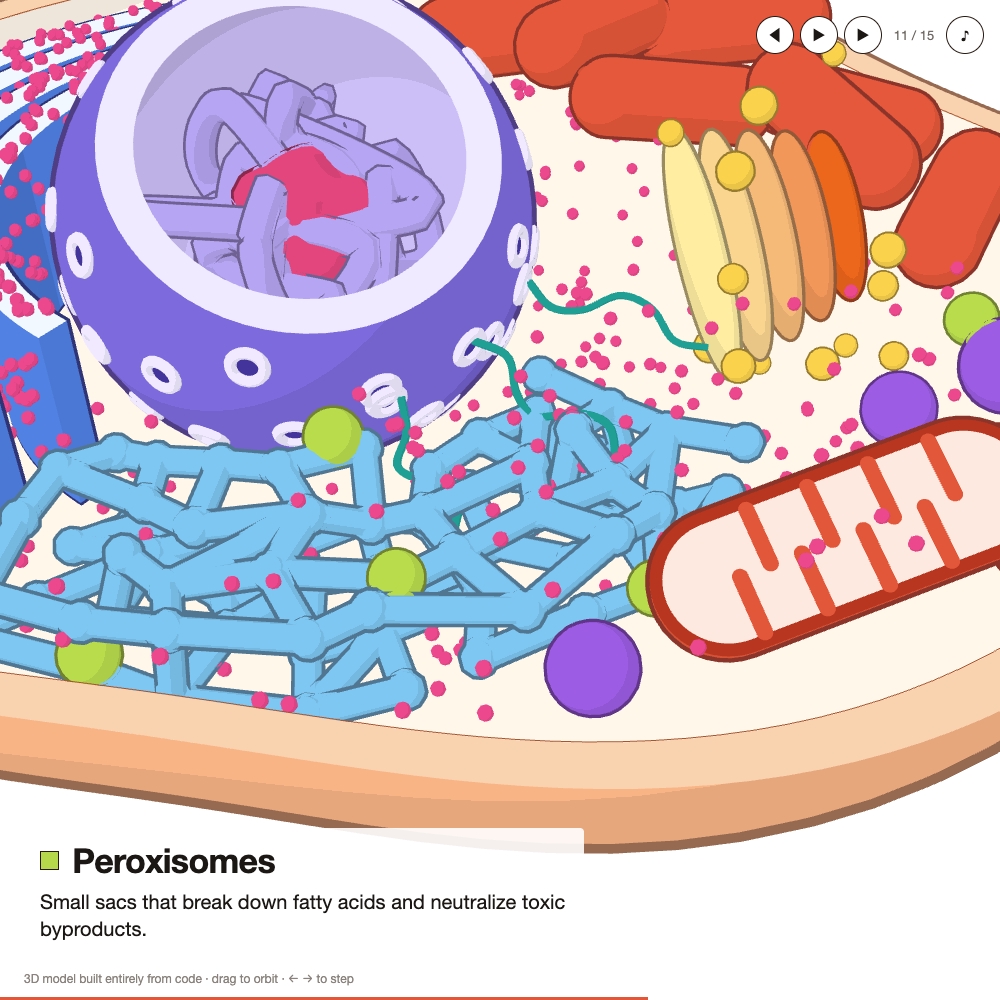 11 / 15
Peroxisomes
Small sacs that break down fatty acids and neutralize toxic
byproducts.
3D model built entirely from code · drag to orbit · ← → to step